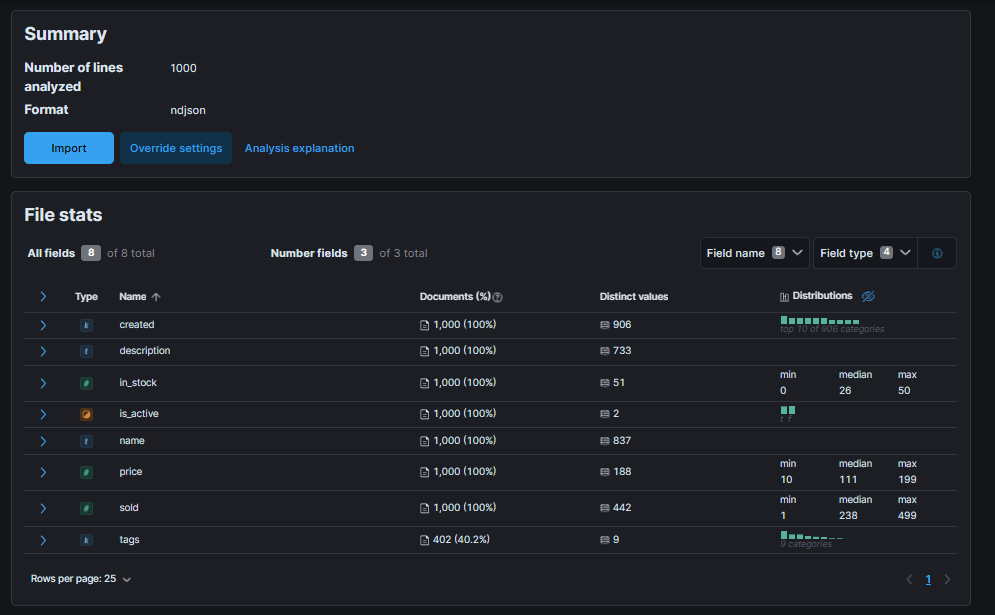 Summary
Number of lines analyzed 1000
Format ndjson
Import Override settings Analysis explanation
File stats
All fields 8 of 8 total Number fields 3 of 3 total Field name 8 Field type 4
Type Name Documents (%) Distinct values Distributions
k created 1,000 (100%) 906
top 10 of 906 categories
t description 1,000 (100%) 733
# in_stock 1,000 (100%) 51 min median max
0 26 50
is_active 1,000 (100%) 2
t f
t name 1,000 (100%) 837
# price 1,000 (100%) 188 min median max
10 111 199
# sold 1,000 (100%) 442 min median max
1 238 499
k tags 402 (40.2%) 9
9 categories
Rows per page: 25 1